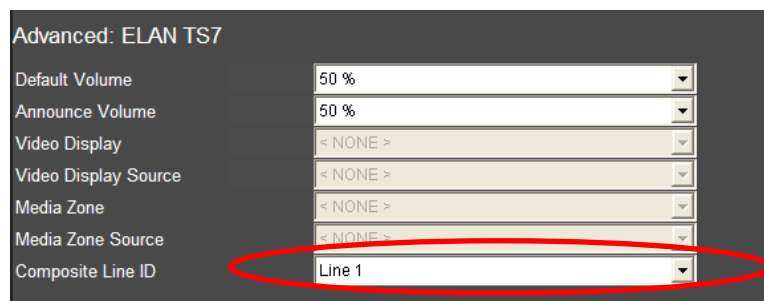 Advanced: ELAN TS7
Default Volume 50 %
Announce Volume 50 %
Video Display < NONE >
Video Display Source < NONE >
Media Zone < NONE >
Media Zone Source < NONE >
Composite Line ID Line 1